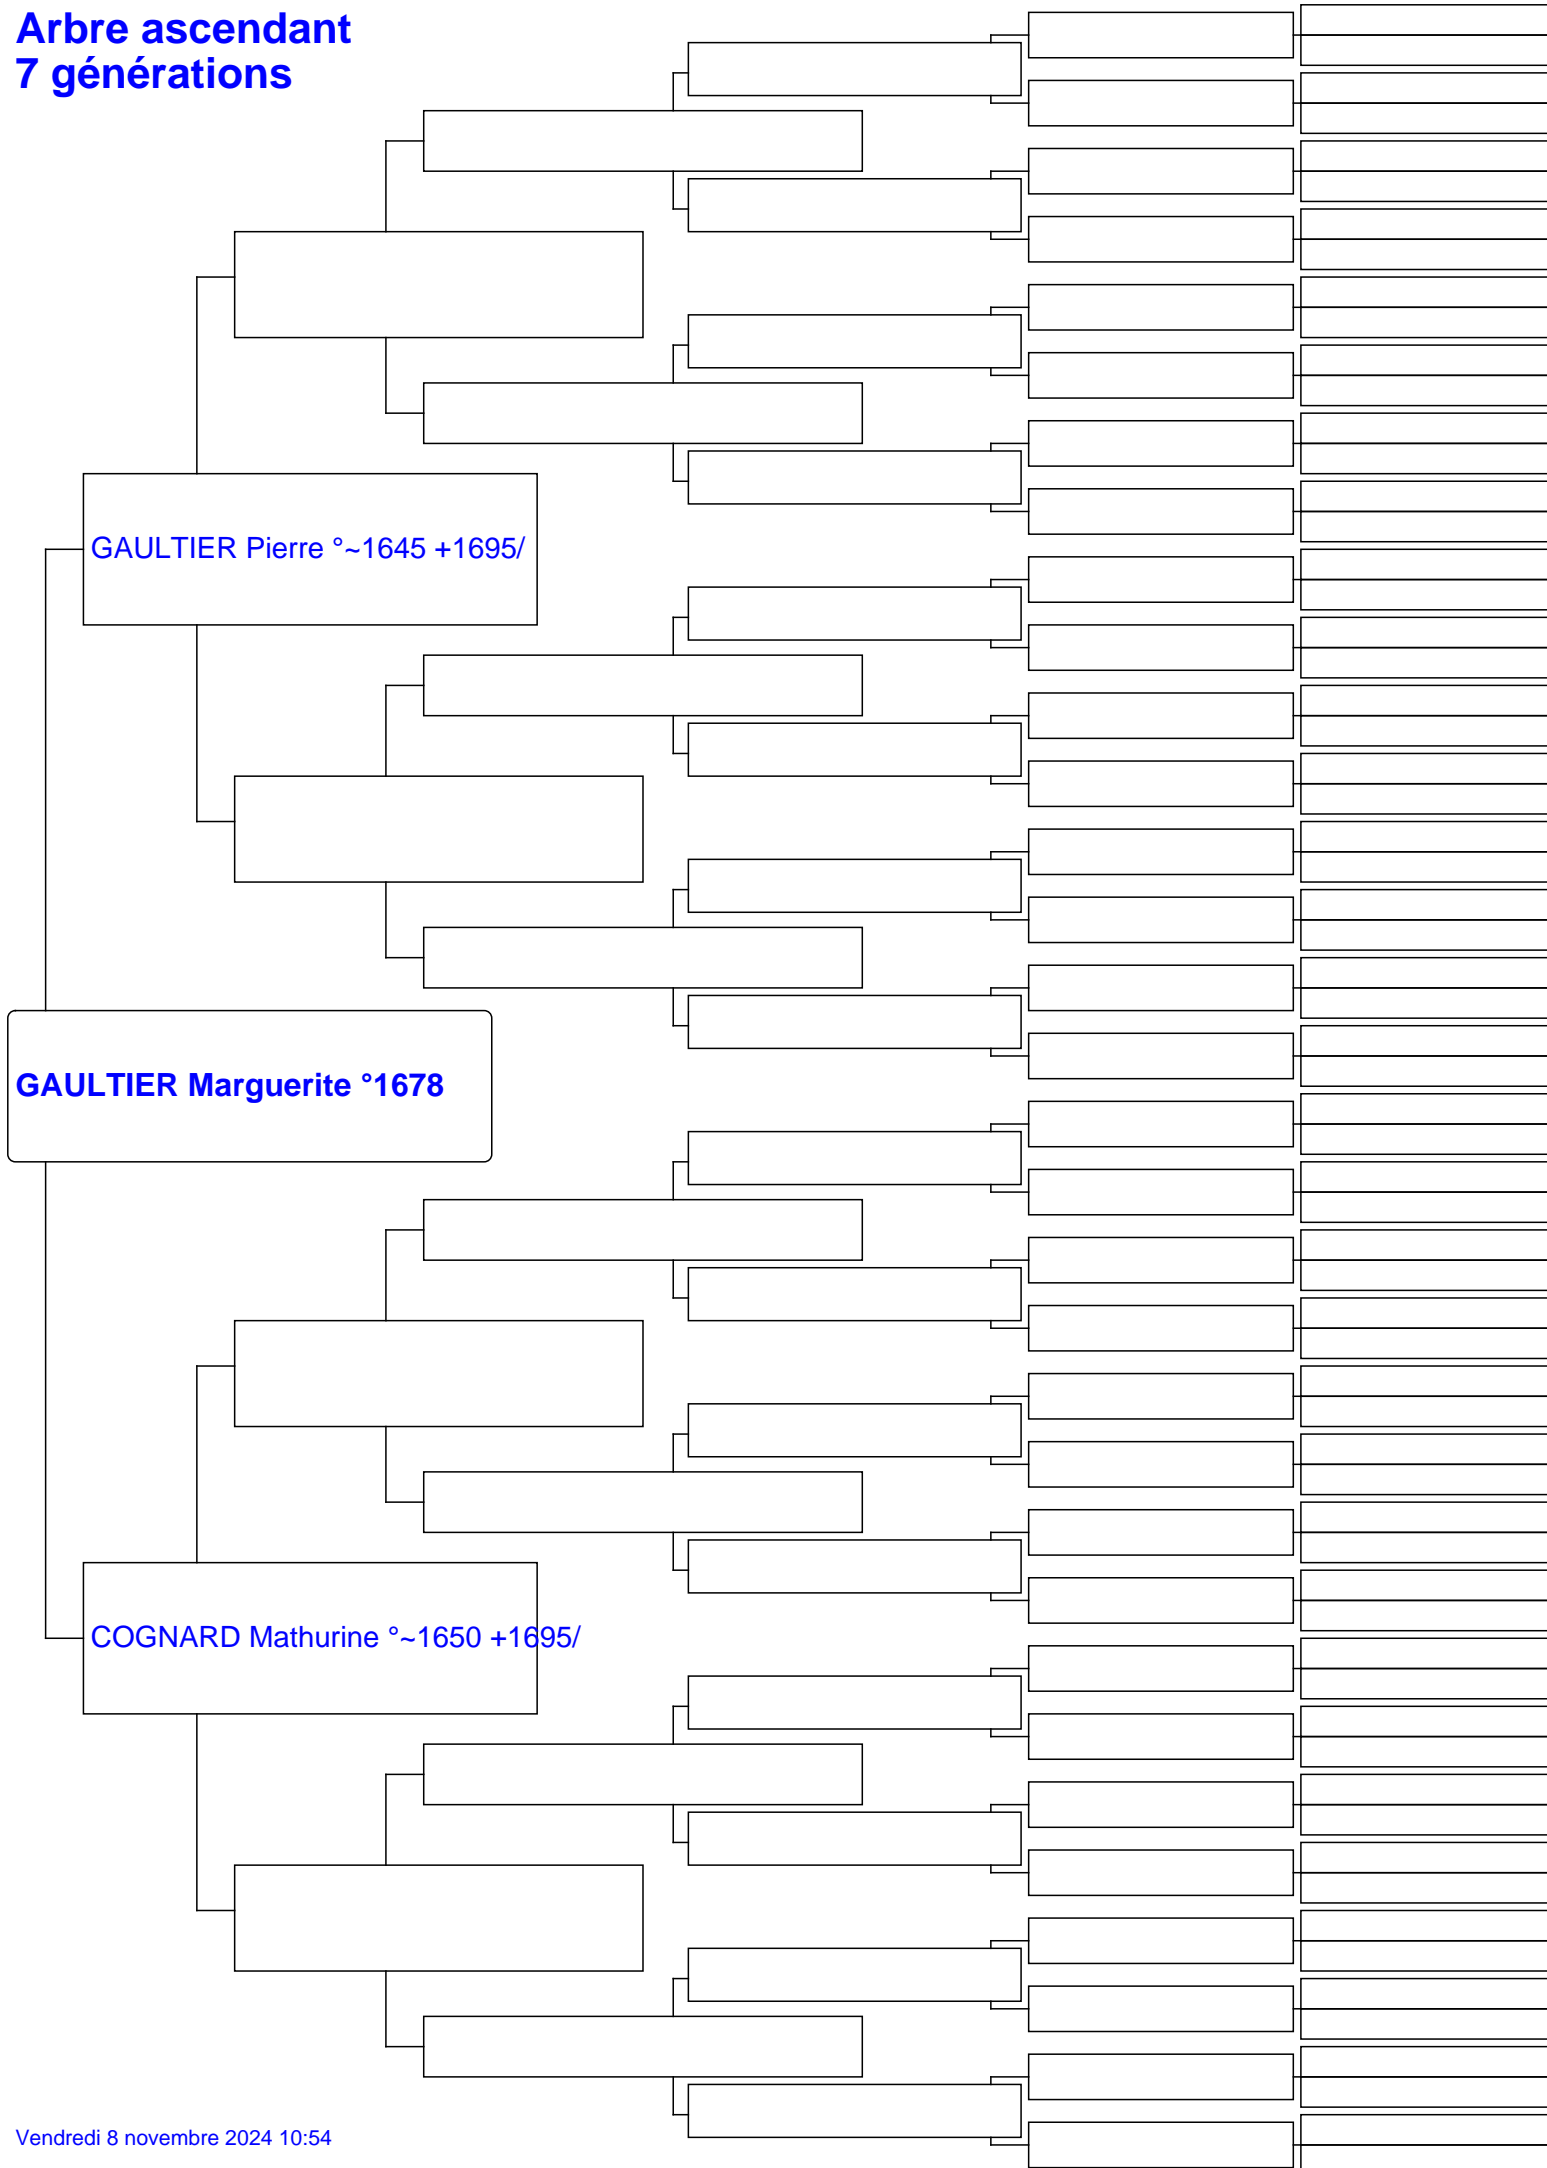 Arbre ascendant
7 générations
GAULTIER Pierre °~1645 +1695/
GAULTIER Marguerite °1678
COGNARD Mathurine °~1650 +1695/
Vendredi 8 novembre 2024 10:54